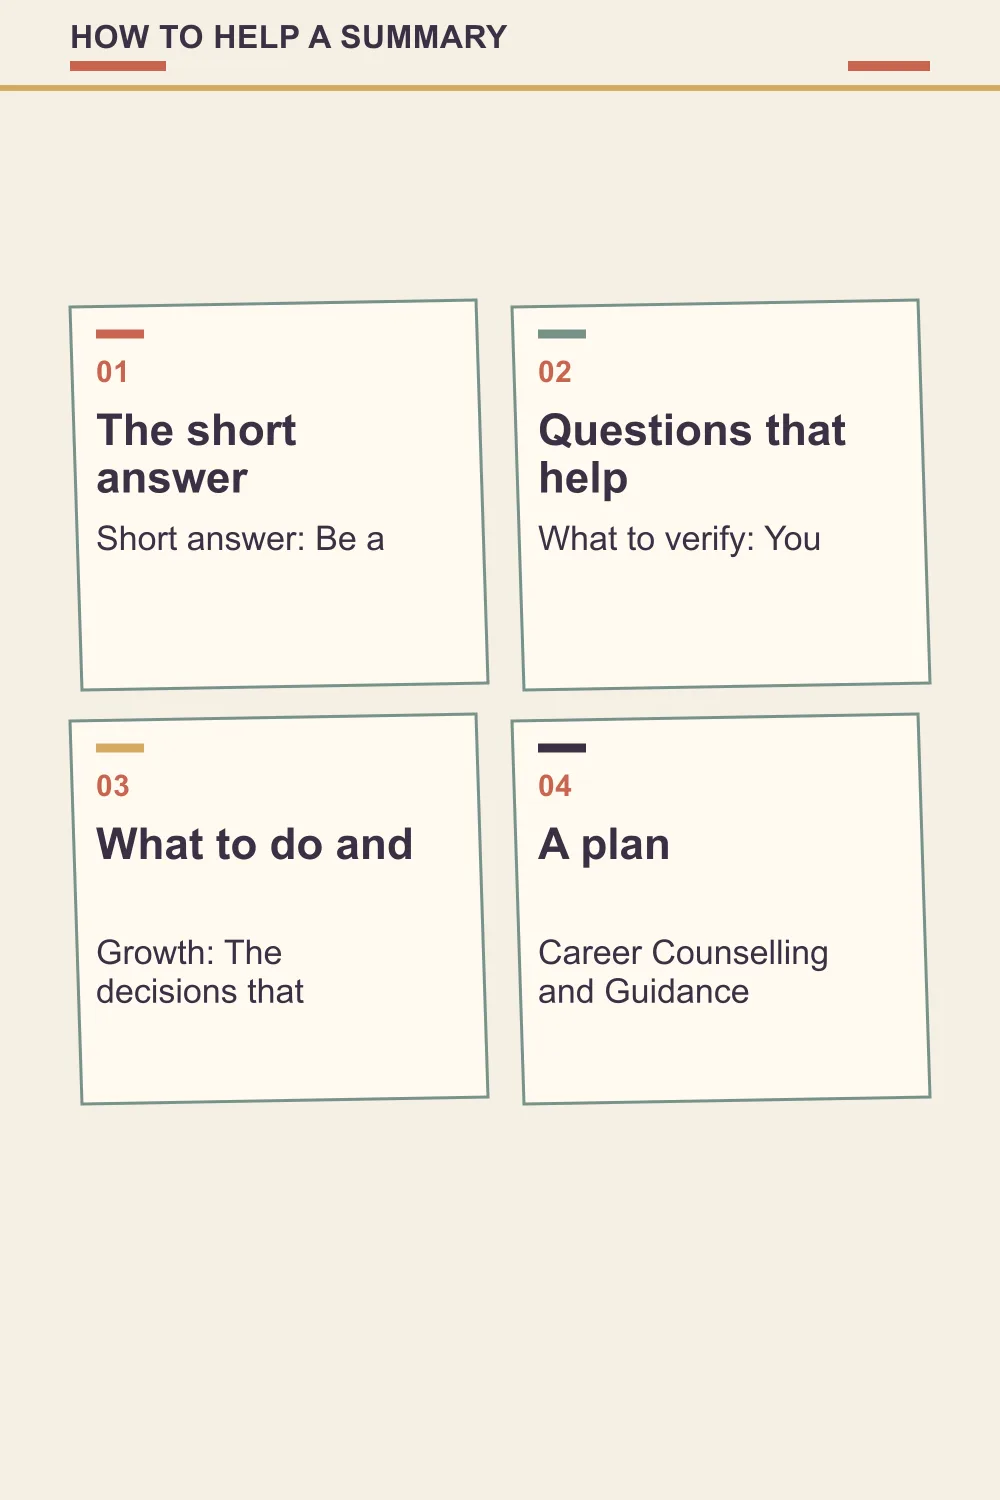 HOW TO HELP A SUMMARY
01
The short
answer
Short answer: Be a
02
Questions that
help
What to verify: You
03
What to do and
Growth: The
decisions that
04
A plan
Career Counselling
and Guidance